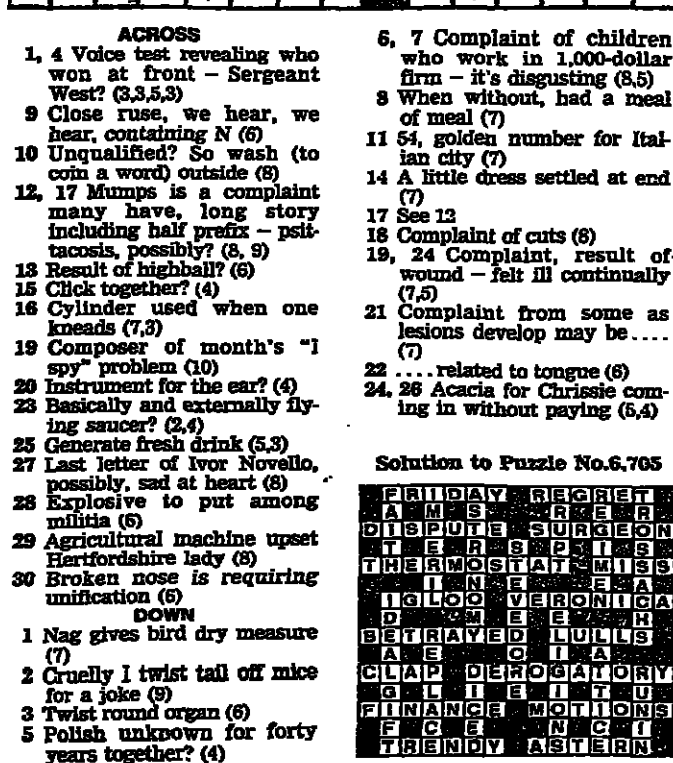 ACROSS
1, 4 Voice test revealing who
won at front – Sergeant
West? (3,3,5,3)
9 Close ruse, we hear, we
hear, containing N (6)
10 Unqualified? So wash (to
coin a word) outside (8)
12, 17 Mumps is a complaint
many have, long story
including half prefix – psit-
tacosis, possibly? (8, 9)
13 Result of highball? (6)
15 Click together? (4)
16 Cylinder used when one
kneads (7,3)
19 Composer of month's "I
spy" problem (10)
20 Instrument for the ear? (4)
23 Basically and externally fly-
ing saucer? (2,4)
25 Generate fresh drink (5,3)
27 Last letter of Ivor Novello,
possibly, sad at heart (8)
28 Explosive to put among
militia (6)
29 Agricultural machine upset
Hertfordshire lady (8)
30 Broken nose is requiring
unification (6)
DOWN
1 Nag gives bird dry measure
(7)
2 Cruelly I twist tail off mice
for a joke (9)
3 Twist round organ (6)
5 Polish unknown for forty
years together? (4)
6, 7 Complaint of children
who work in 1,000-dollar
firm – it's disgusting (8,5)
8 When without, had a meal
of meal (7)
11 54, golden number for Ital-
ian city (7)
14 A little dress settled at end
(7)
17 See 12
18 Complaint of cuts (8)
19, 24 Complaint, result of
wound – felt ill continually
(7,5)
21 Complaint from some as
lesions develop may be....
(7)
22 ....related to tongue (6)
24, 26 Acacia for Chrissie com-
ing in without paying (5,4)
Solution to Puzzle No.6,705
FRIDAY REGRET
A M S R E R
DISPUTE SURGEON
T E R S P I S
THERMOSTAT MISS
I N E E A
IGLOO VERONICA
D M E E H
BETRAYED LULLS
A E O I A
CLAP DEROGATORY
G L I E I T U
FINANCE MOTIONS
F C E N C I
TRENDY ASTERN